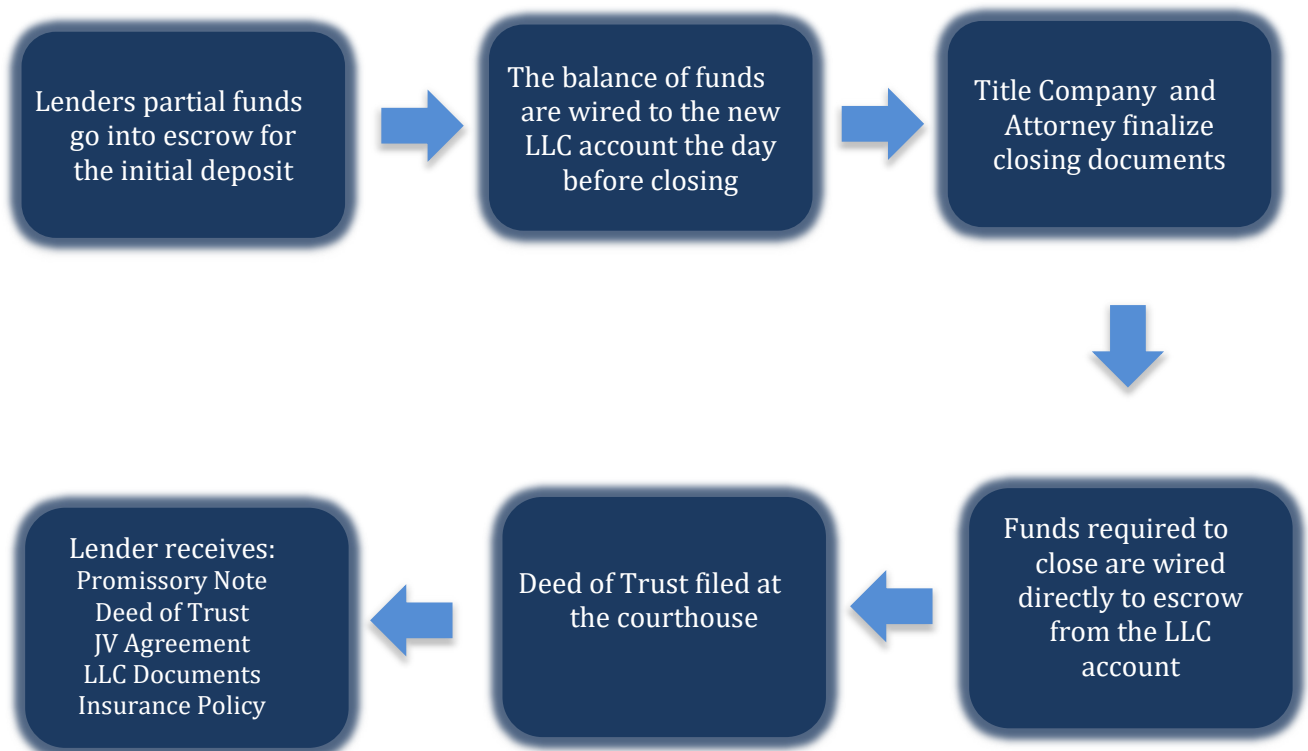 Lenders partial funds
go into escrow for
the initial deposit
The balance of funds
are wired to the new
LLC account the day
before closing
Title Company and
Attorney finalize
closing documents
Funds required to
close are wired
directly to escrow
from the LLC
account
Deed of Trust filed at
the courthouse
Lender receives:
Promissory Note
Deed of Trust
JV Agreement
LLC Documents
Insurance Policy